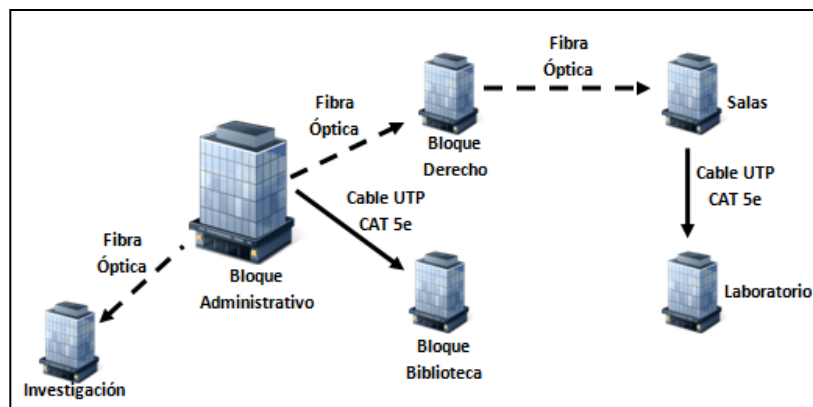 Fibra
Óptica
Salas
Fibra
Óptica
Bloque
Derecho
Cable UTP
CAT 5e
Cable UTP
CAT 5e
Fibra
Óptica
Bloque
Administrativo
Laboratorio
Bloque
Biblioteca
Investigación